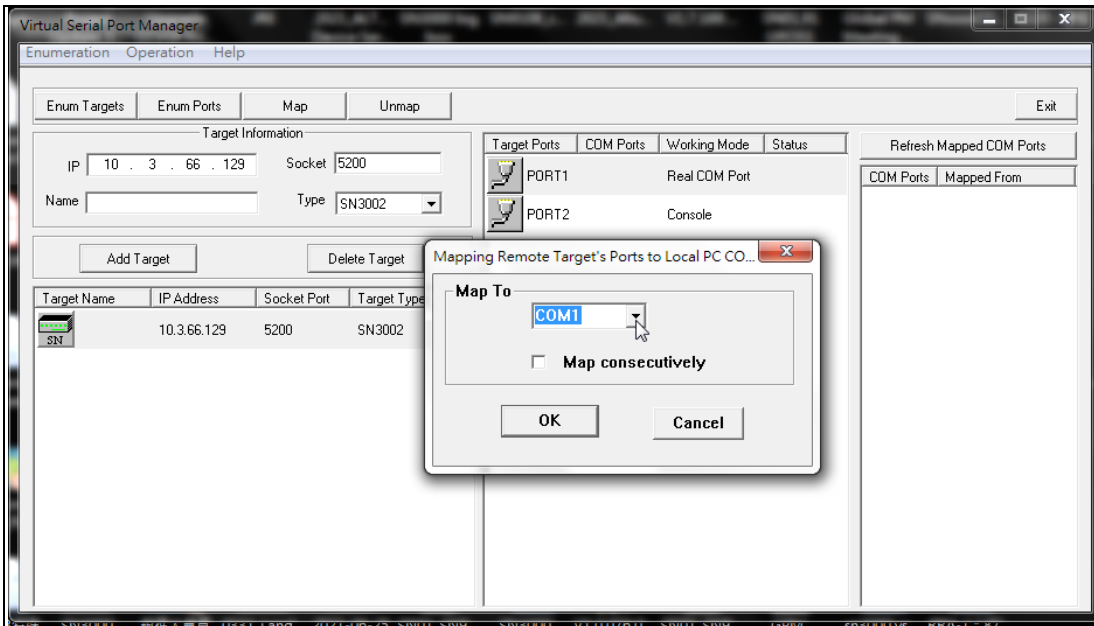 Virtual Serial Port Manager
Enumeration Operation Help
Enum Targets Enum Ports Map Unmap Exit
Target Information
IP 10 . 3 . 66 . 129 Socket 5200
Name Type SN3002
Add Target Delete Target
Target Name IP Address Socket Port Target Type
SN 10.3.66.129 5200 SN3002
Target Ports COM Ports Working Mode Status
PORT1 Real COM Port
PORT2 Console
Refresh Mapped COM Ports
COM Ports Mapped From
Mapping Remote Target's Ports to Local PC CO...
Map To
COM1
Map consecutively
OK Cancel